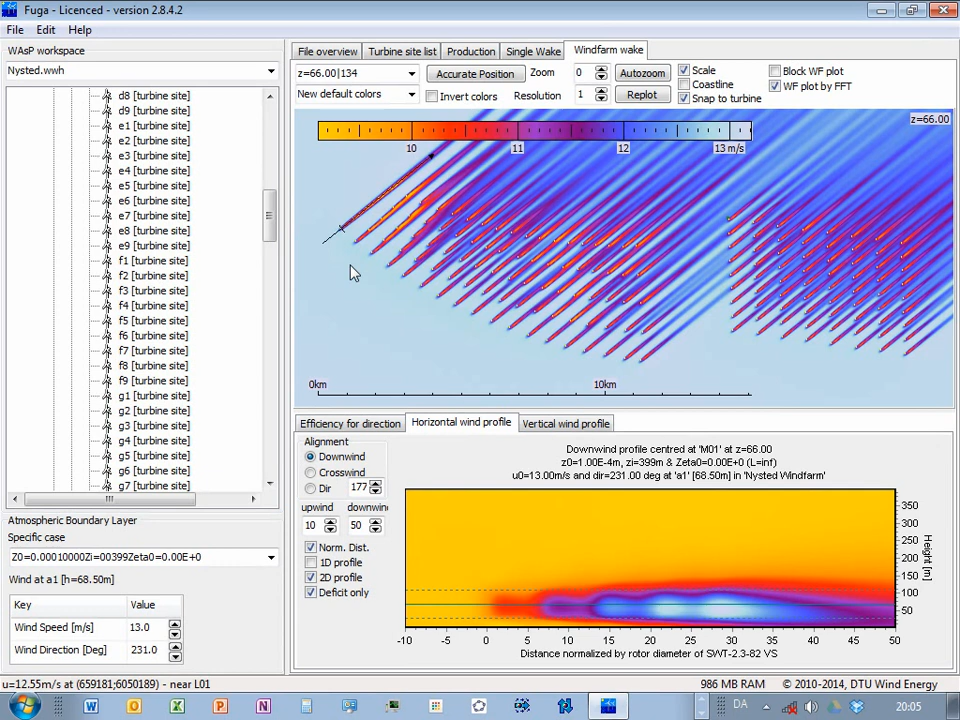 Fuga - Licenced - version 2.8.4.2
File Edit Help
WAsP workspace
Nysted.wwh
d8 [turbine site]
d9 [turbine site]
e1 [turbine site]
e2 [turbine site]
e3 [turbine site]
e4 [turbine site]
e5 [turbine site]
e6 [turbine site]
e7 [turbine site]
e8 [turbine site]
e9 [turbine site]
f1 [turbine site]
f2 [turbine site]
f3 [turbine site]
f4 [turbine site]
f5 [turbine site]
f6 [turbine site]
f7 [turbine site]
f8 [turbine site]
f9 [turbine site]
g1 [turbine site]
g2 [turbine site]
g3 [turbine site]
g4 [turbine site]
g5 [turbine site]
g6 [turbine site]
g7 [turbine site]
Atmospheric Boundary Layer
Specific case
Z0=0.00010000Zi=00399Zeta0=0.00E+0
Wind at a1 [h=68.50m]
Key Value
Wind Speed [m/s] 13.0
Wind Direction [Deg] 231.0
File overview Turbine site list Production Single Wake Windfarm wake
z=66.00|134 Accurate Position Zoom 0 Autozoom Scale Block WF plot
Coastline WF plot by FFT
New default colors Invert colors Resolution 1 Replot Snap to turbine
z=66.00
10 11 12 13 m/s
0km 10km
Efficiency for direction Horizontal wind profile Vertical wind profile
Alignment
Downwind
Crosswind
Dir 177
upwind downwin
10 50
Norm. Dist.
1D profile
2D profile
Deficit only
Downwind profile centred at 'M01' at z=66.00
z0=1.00E-4m, zi=399m & Zeta0=0.00E+0 (L=inf)
u0=13.00m/s and dir=231.00 deg at 'a1' [68.50m] in 'Nysted Windfarm'
350
300
250
200
150
100
50
Height [m]
-10 -5 0 5 10 15 20 25 30 35 40 45 50
Distance normalized by rotor diameter of SWT-2.3-82 VS
u=12.55m/s at (659181;6050189) - near L01 986 MB RAM © 2010-2014, DTU Wind Energy
DA 20:05